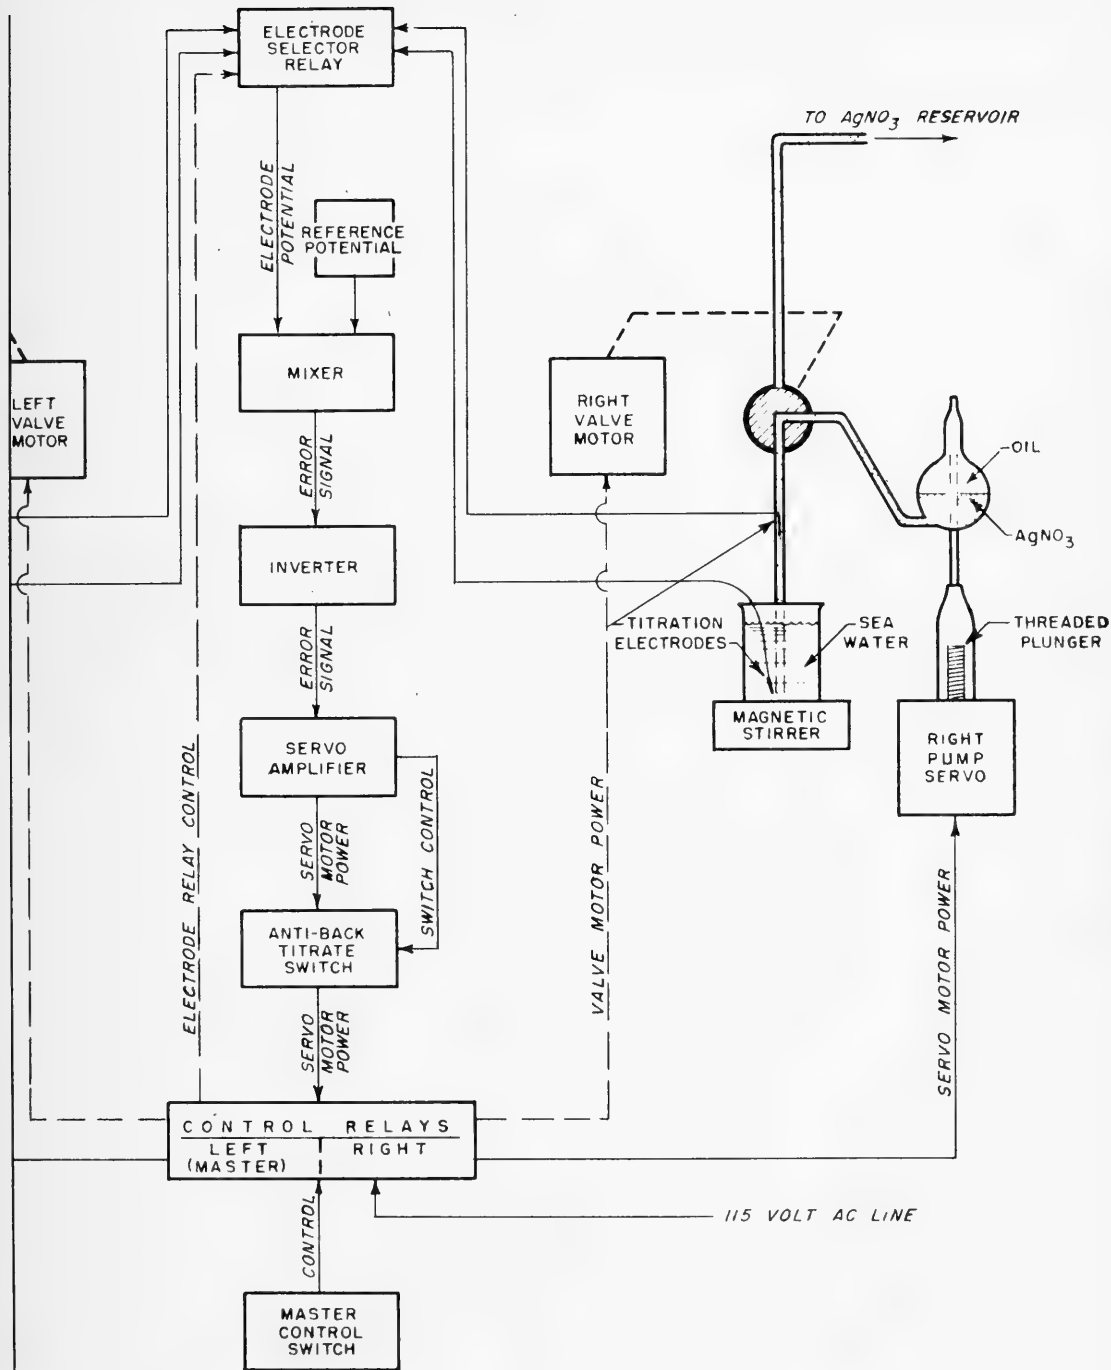 ELECTRODE
SELECTOR
RELAY
TO AgNO3 RESERVOIR
ELECTRODE
POTENTIAL
REFERENCE
POTENTIAL
MIXER
LEFT
VALVE
MOTOR
RIGHT
VALVE
MOTOR
OIL
AgNO3
ERROR
SIGNAL
INVERTER
TITRATION
ELECTRODES
SEA
WATER
THREADED
PLUNGER
ERROR
SIGNAL
MAGNETIC
STIRRER
RIGHT
PUMP
SERVO
SERVO
AMPLIFIER
SWITCH CONTROL
SERVO
MOTOR
POWER
ELECTRODE RELAY CONTROL
VALVE MOTOR POWER
SERVO MOTOR POWER
ANTI-BACK
TITRATE
SWITCH
SERVO
MOTOR
POWER
CONTROL RELAYS
LEFT
(MASTER)
RIGHT
115 VOLT AC LINE
CONTROL
MASTER
CONTROL
SWITCH